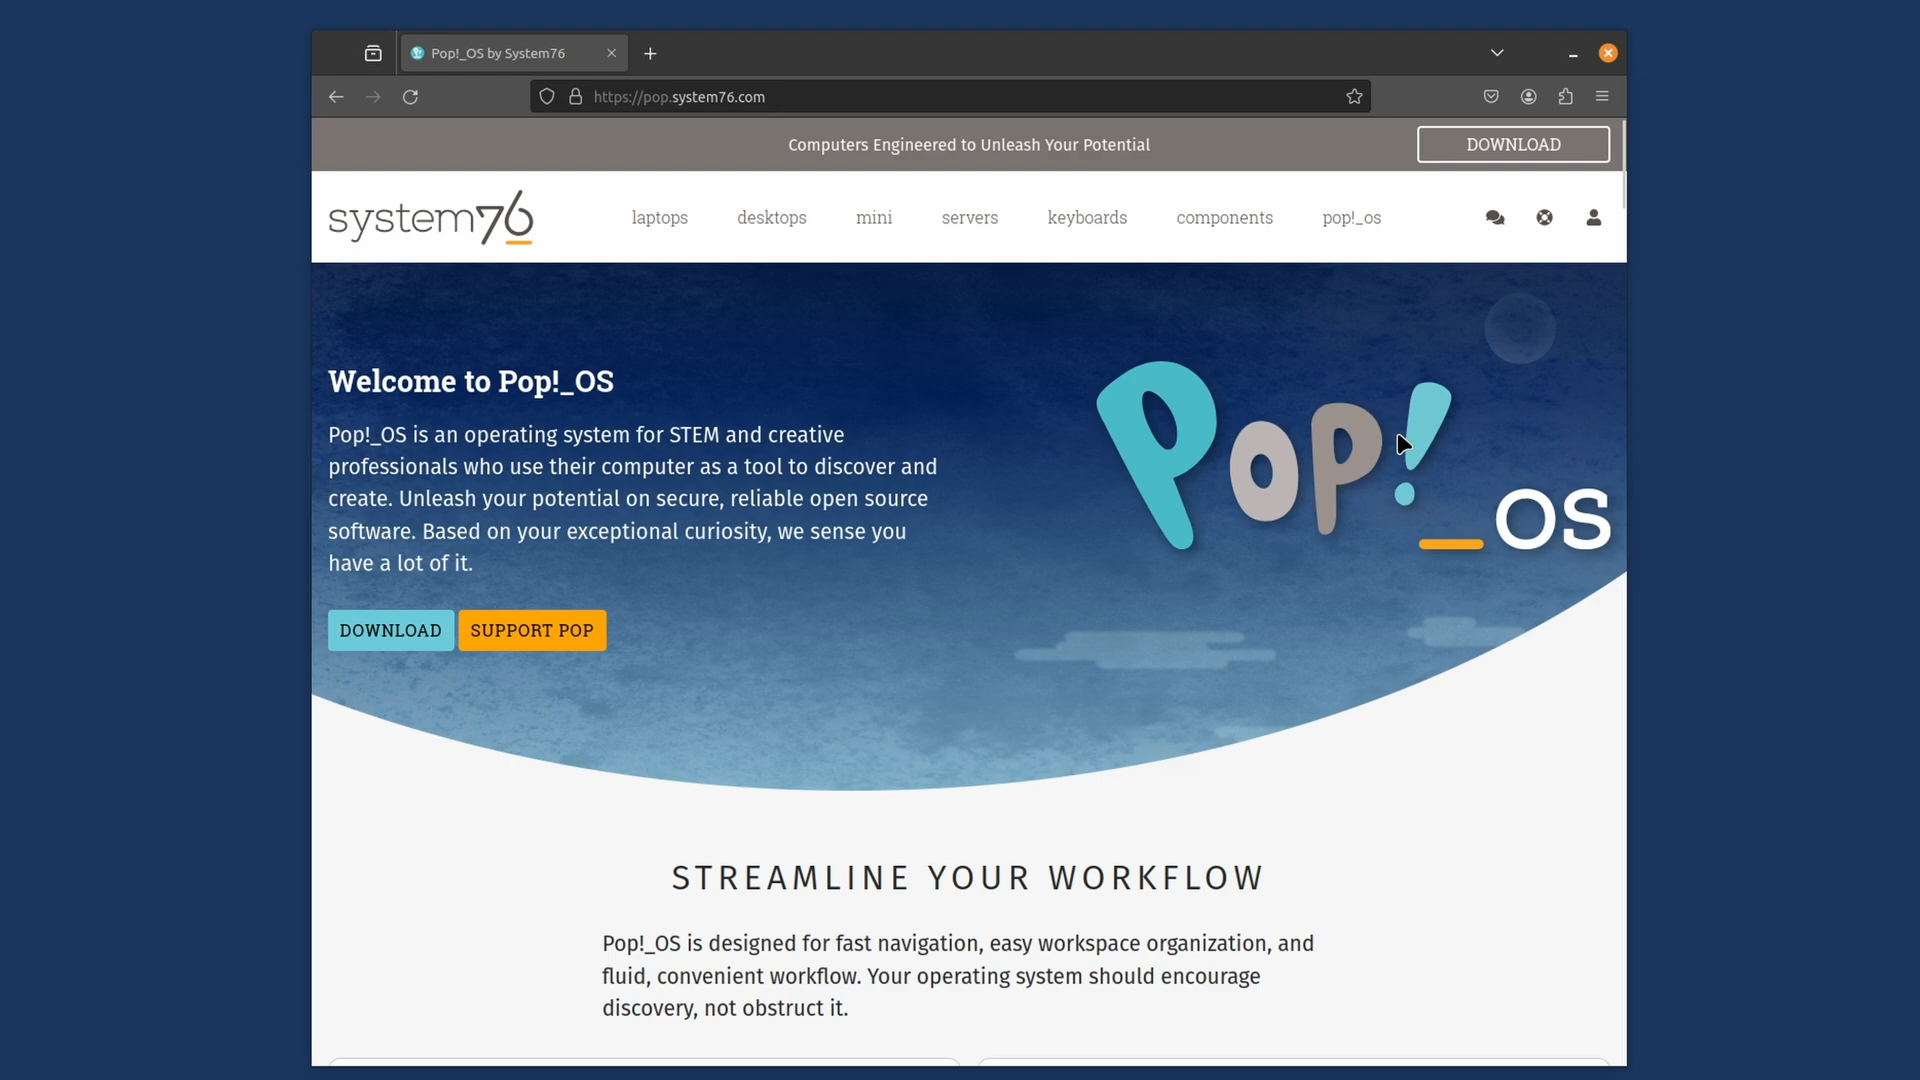 Pop!_OS by System76
https://pop.system76.com
Computers Engineered to Unleash Your Potential
DOWNLOAD
system76
laptops
desktops
mini
servers
keyboards
components
pop!_os
Welcome to Pop!_OS
Pop!_OS is an operating system for STEM and creative
professionals who use their computer as a tool to discover and
create. Unleash your potential on secure, reliable open source
software. Based on your exceptional curiosity, we sense you
have a lot of it.
DOWNLOAD
SUPPORT POP
Pop!_OS
STREAMLINE YOUR WORKFLOW
Pop!_OS is designed for fast navigation, easy workspace organization, and
fluid, convenient workflow. Your operating system should encourage
discovery, not obstruct it.